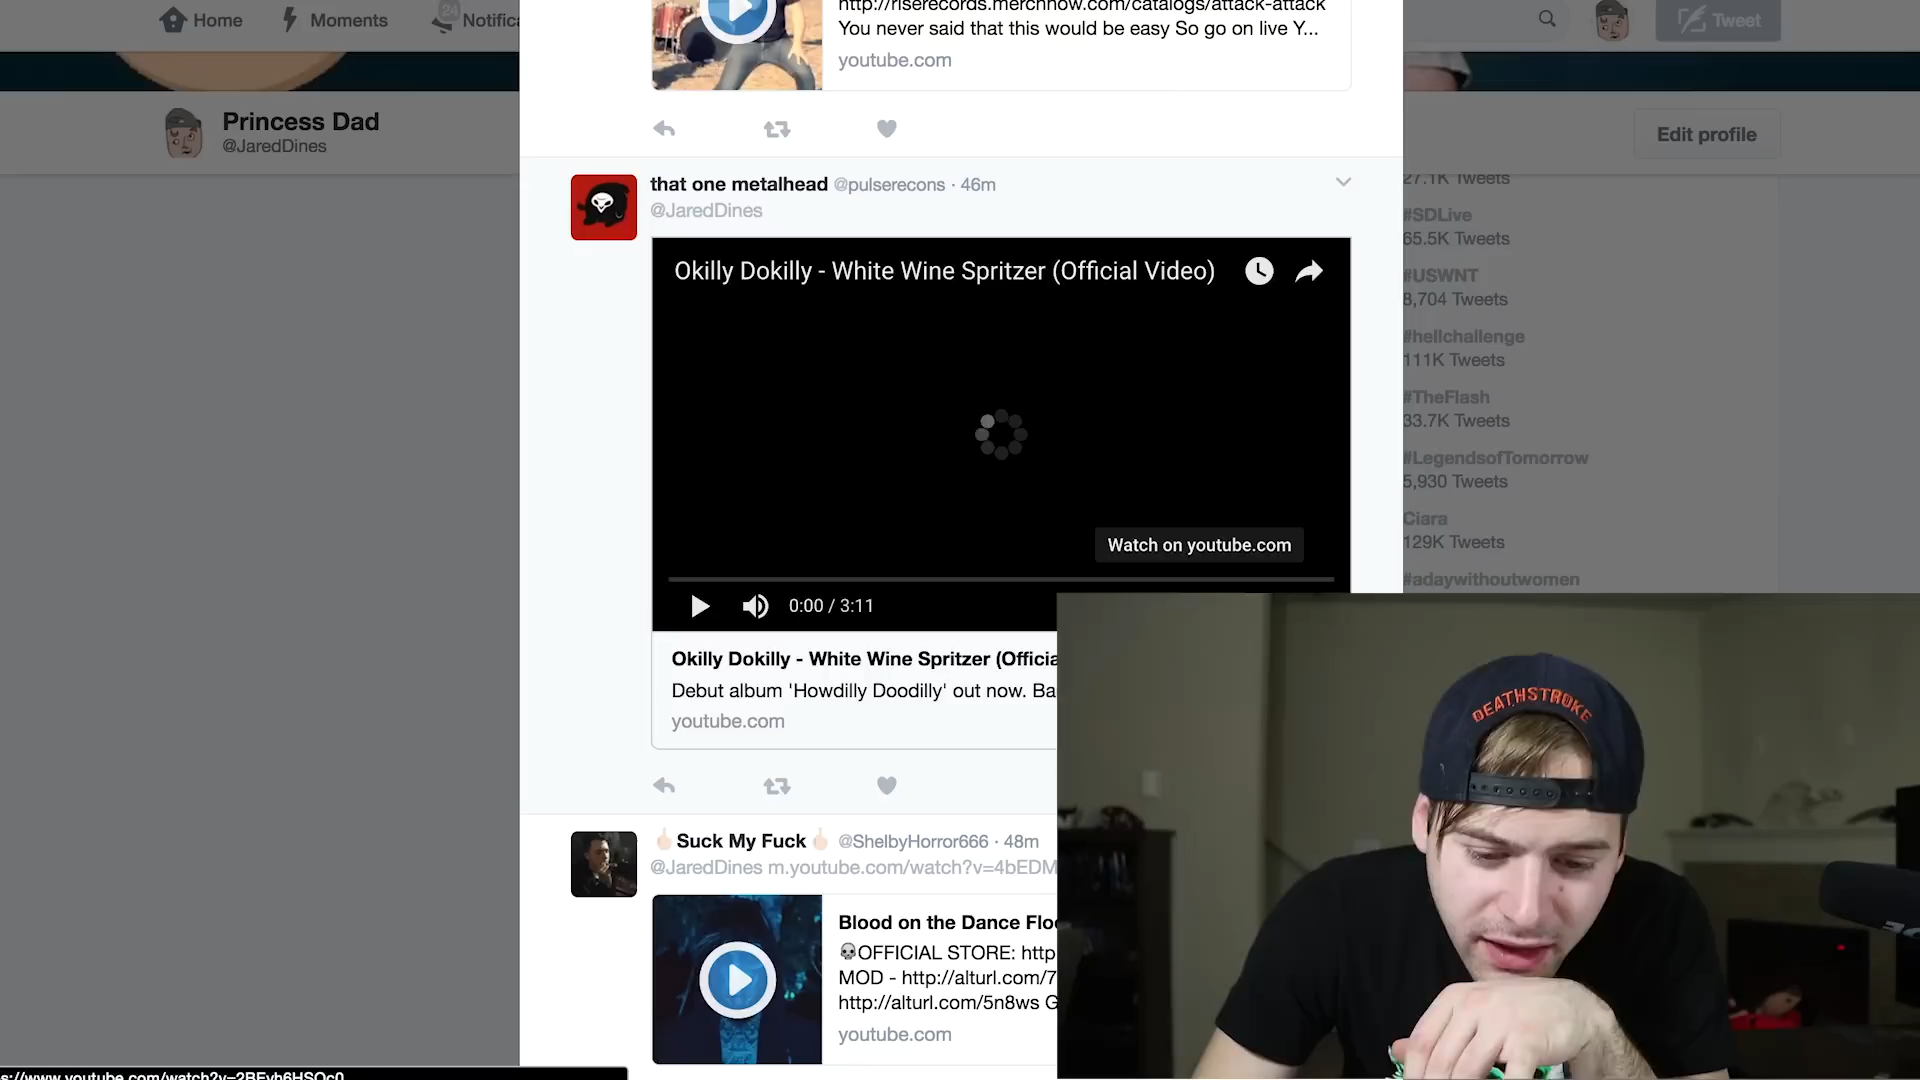 Home
Moments
24
Notific
Tweet
http://riserecords.merchnow.com/catalogs/attack-attack
You never said that this would be easy So go on live Y...
youtube.com
Princess Dad
@JaredDines
Edit profile
that one metalhead @pulserecons · 46m
@JaredDines
Okilly Dokilly - White Wine Spritzer (Official Video)
Watch on youtube.com
0:00 / 3:11
Okilly Dokilly - White Wine Spritzer (Officia
Debut album 'Howdilly Doodilly' out now. Ba
youtube.com
27.1K Tweets
#SDLive
65.5K Tweets
#USWNT
8,704 Tweets
#hellchallenge
111K Tweets
#TheFlash
33.7K Tweets
#LegendsofTomorrow
5,930 Tweets
Ciara
129K Tweets
#adaywithoutwomen
🖕🏻Suck My Fuck🖕🏻 @ShelbyHorror666 · 48m
@JaredDines m.youtube.com/watch?v=4bEDM
Blood on the Dance Floo
💀OFFICIAL STORE: http
MOD - http://alturl.com/7
http://alturl.com/5n8ws G
youtube.com
DEATHSTROKE